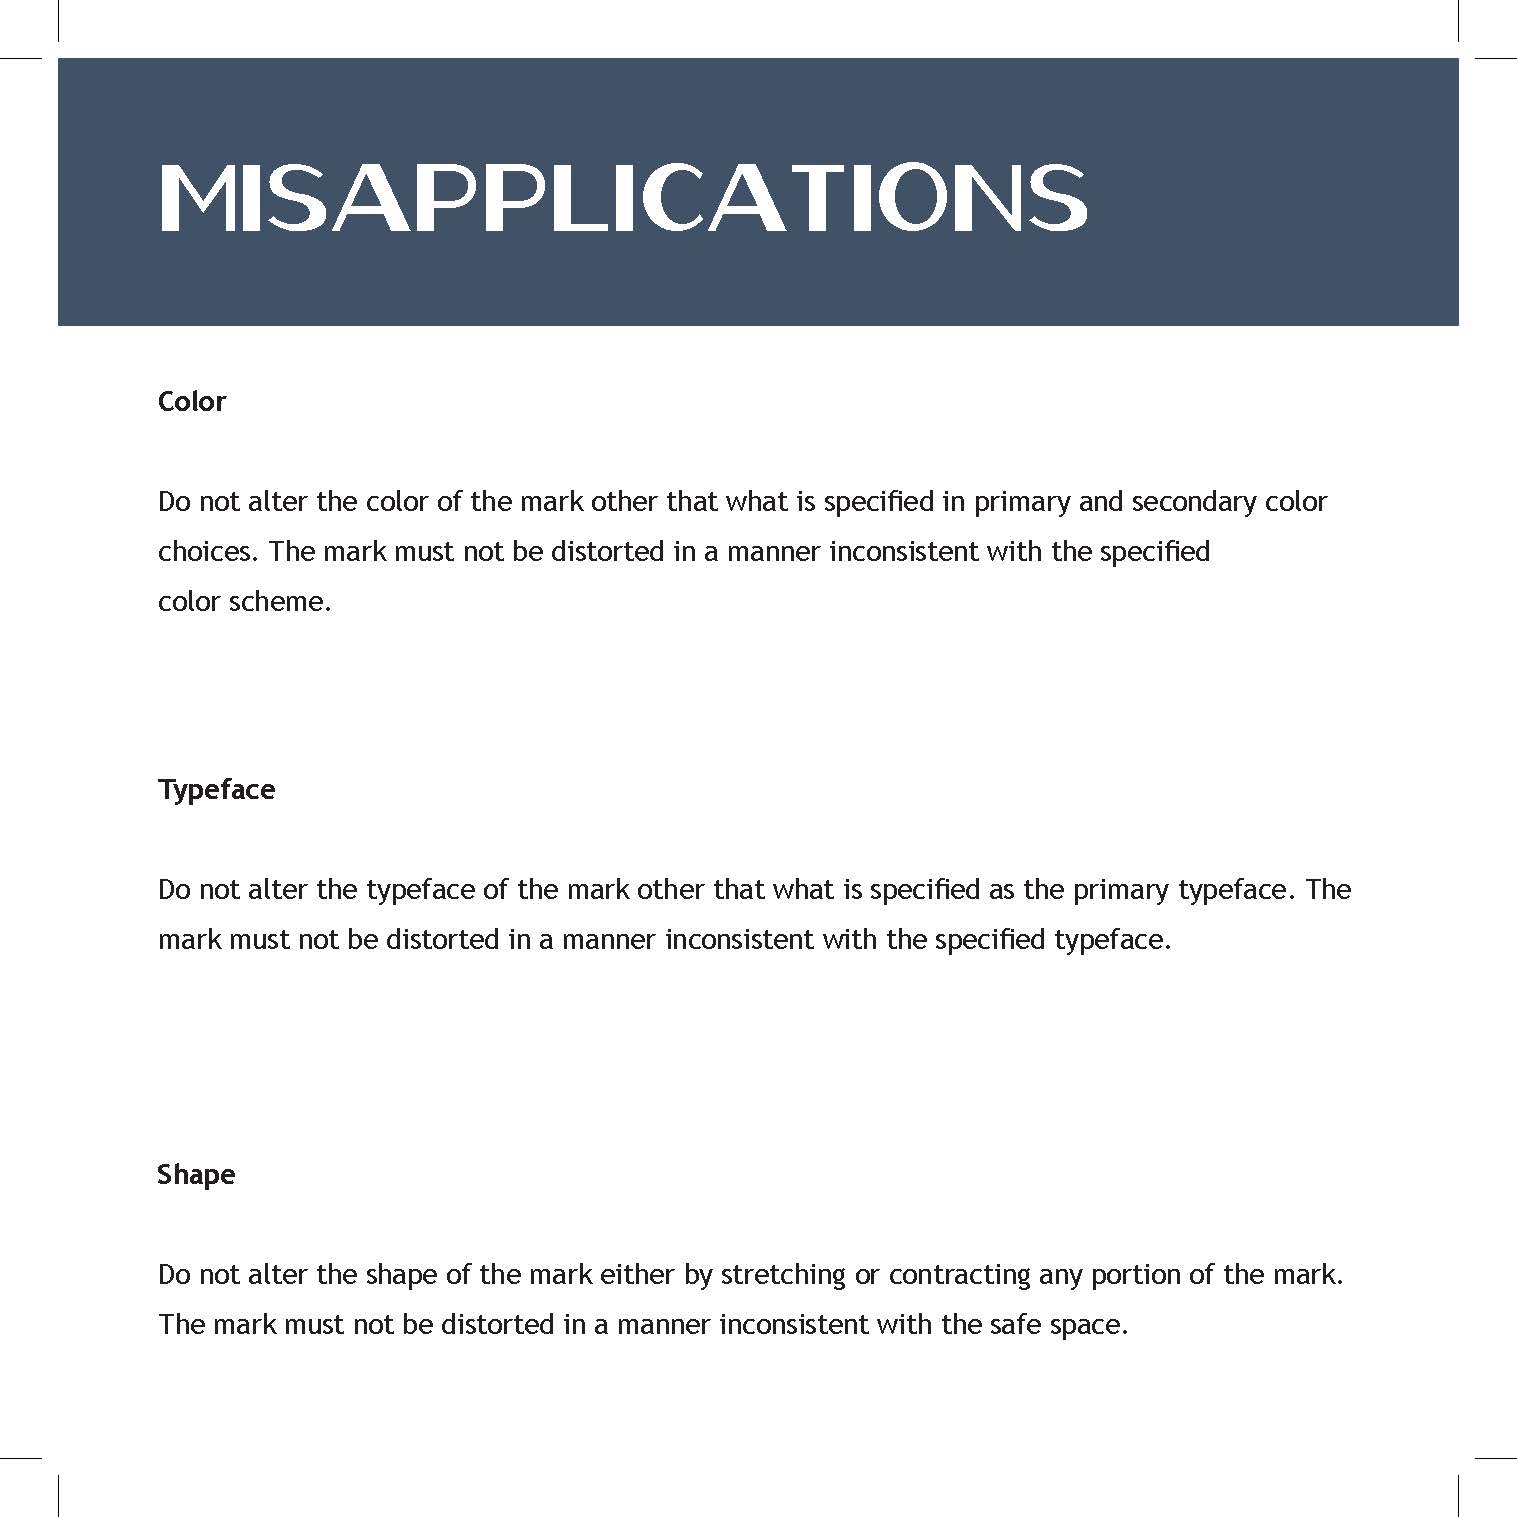 MISAPPLICATIONS
Color
Do not alter the color of the mark other that what is specified in primary and secondary color
choices. The mark must not be distorted in a manner inconsistent with the specified
color scheme.
Typeface
Do not alter the typeface of the mark other that what is specified as the primary typeface. The
mark must not be distorted in a manner inconsistent with the specified typeface.
Shape
Do not alter the shape of the mark either by stretching or contracting any portion of the mark.
The mark must not be distorted in a manner inconsistent with the safe space.